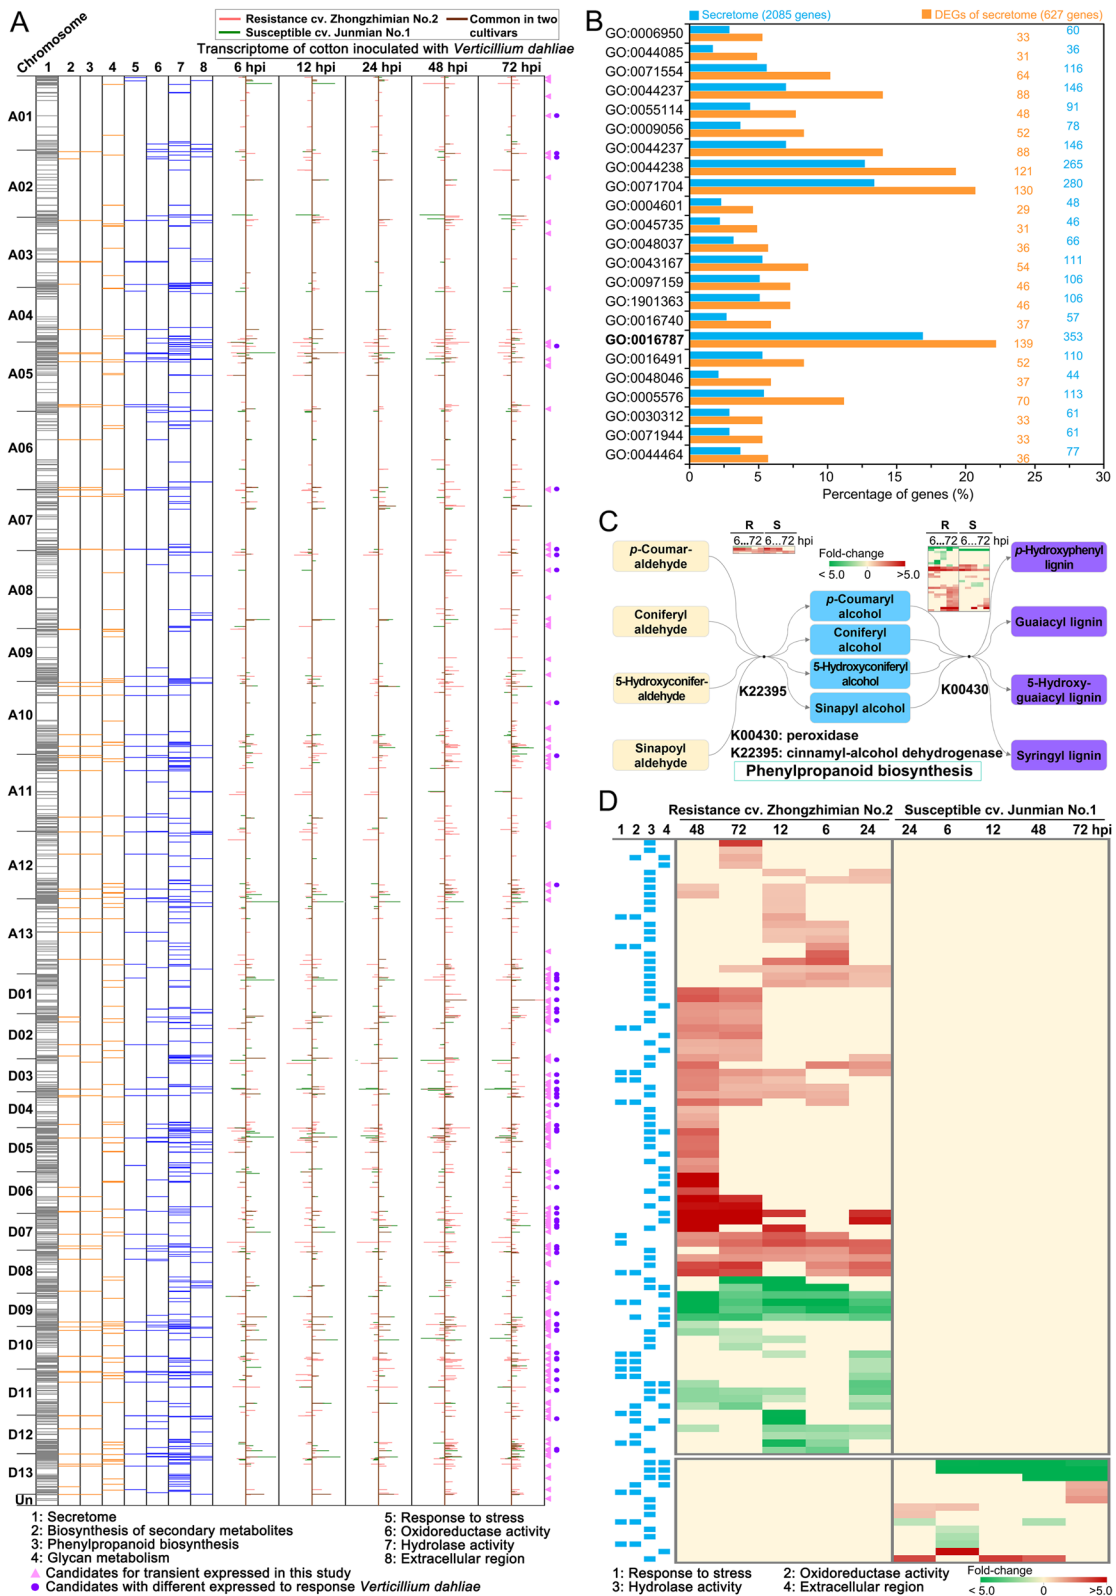 A
Resistance cv. Zhongzhimian No.2
Common in two cultivars
Susceptible cv. Junmian No.1
Chromosome
Transcriptome of cotton inoculated with Verticillium dahliae
1 2 3 4 5 6 7 8 6 hpi 12 hpi 24 hpi 48 hpi 72 hpi
A01
A02
A03
A04
A05
A06
A07
A08
A09
A10
A11
A12
A13
D01
D02
D03
D04
D05
D06
D07
D08
D09
D10
D11
D12
D13
Un
1: Secretome
2: Biosynthesis of secondary metabolites
3: Phenylpropanoid biosynthesis
4: Glycan metabolism
5: Response to stress
6: Oxidoreductase activity
7: Hydrolase activity
8: Extracellular region
Candidates for transient expressed in this study
Candidates with different expressed to response Verticillium dahliae
B
Secretome (2085 genes)
DEGs of secretome (627 genes)
GO:0006950 33 60
GO:0044085 31 36
GO:0071554 64 116
GO:0044237 88 146
GO:0055114 48 91
GO:0009056 52 78
GO:0044237 88 146
GO:0044238 121 265
GO:0071704 130 280
GO:0004601 29 48
GO:0045735 31 46
GO:0048037 36 66
GO:0043167 54 111
GO:0097159 46 106
GO:1901363 46 106
GO:0016740 37 57
GO:0016787 139 353
GO:0016491 52 110
GO:0048046 37 44
GO:0005576 70 113
GO:0030312 33 61
GO:0071944 33 61
GO:0044464 36 77
0 5 10 15 20 25 30
Percentage of genes (%)
C
R S
6...72 6...72 hpi
R S
6...72 6...72 hpi
Fold-change
< 5.0 0 >5.0
p-Coumar-
aldehyde
Coniferyl
aldehyde
5-Hydroxyconifer-
aldehyde
Sinapoyl
aldehyde
p-Coumaryl
alcohol
Coniferyl
alcohol
5-Hydroxyconiferyl
alcohol
Sinapyl alcohol
K22395
K00430
p-Hydroxyphenyl
lignin
Guaiacyl lignin
5-Hydroxy-
guaiacyl lignin
Syringyl lignin
K00430: peroxidase
K22395: cinnamyl-alcohol dehydrogenase
Phenylpropanoid biosynthesis
D
Resistance cv. Zhongzhimian No.2 Susceptible cv. Junmian No.1
1 2 3 4 48 72 12 6 24 24 6 12 48 72 hpi
1: Response to stress 2: Oxidoreductase activity
3: Hydrolase activity 4: Extracellular region
Fold-change
< 5.0 0 >5.0